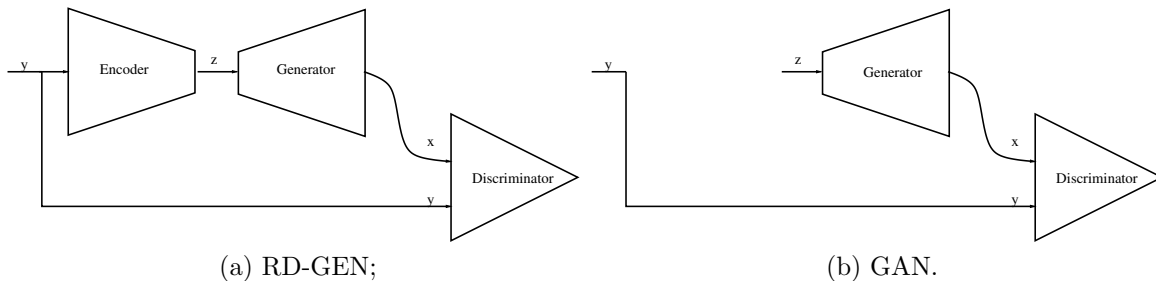 y
Encoder
z
Generator
x
Discriminator
y
(a) RD-GEN;
y
z
Generator
x
Discriminator
y
(b) GAN.